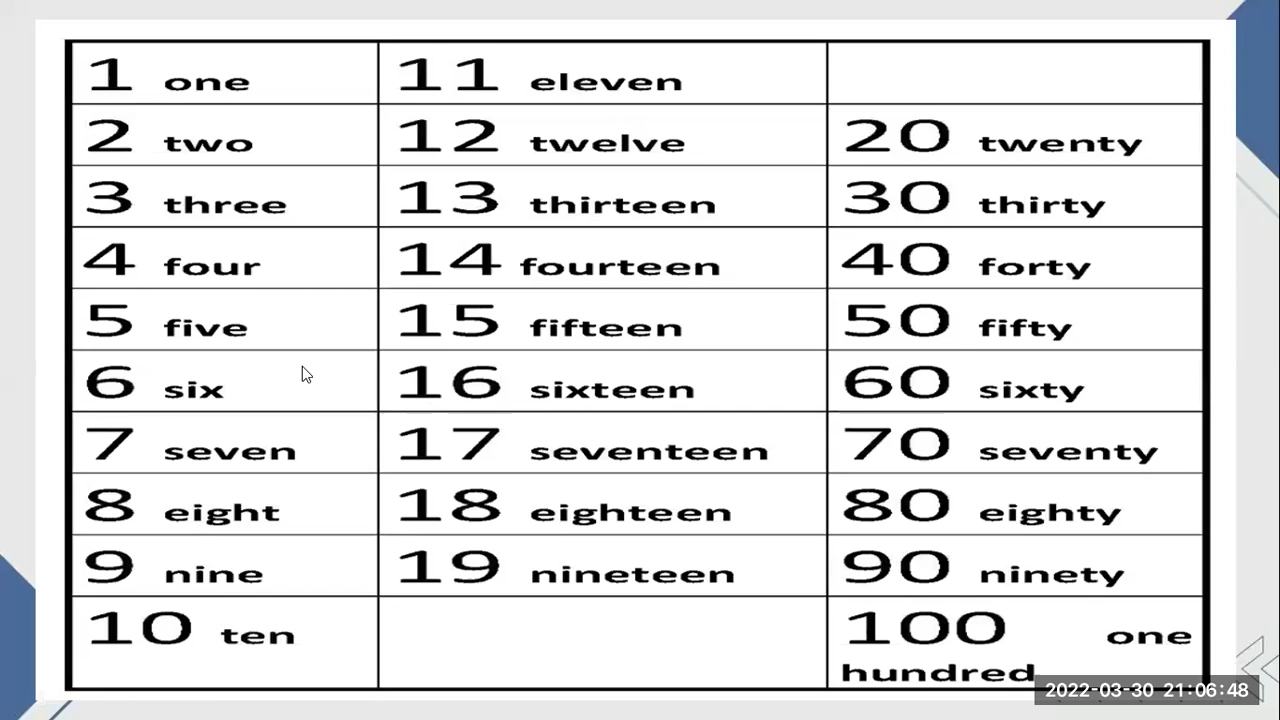 1 one 11 eleven
2 two 12 twelve 20 twenty
3 three 13 thirteen 30 thirty
4 four 14 fourteen 40 forty
5 five 15 fifteen 50 fifty
6 six 16 sixteen 60 sixty
7 seven 17 seventeen 70 seventy
8 eight 18 eighteen 80 eighty
9 nine 19 nineteen 90 ninety
10 ten 100 one
hundred
2022-03-30 21:06:48